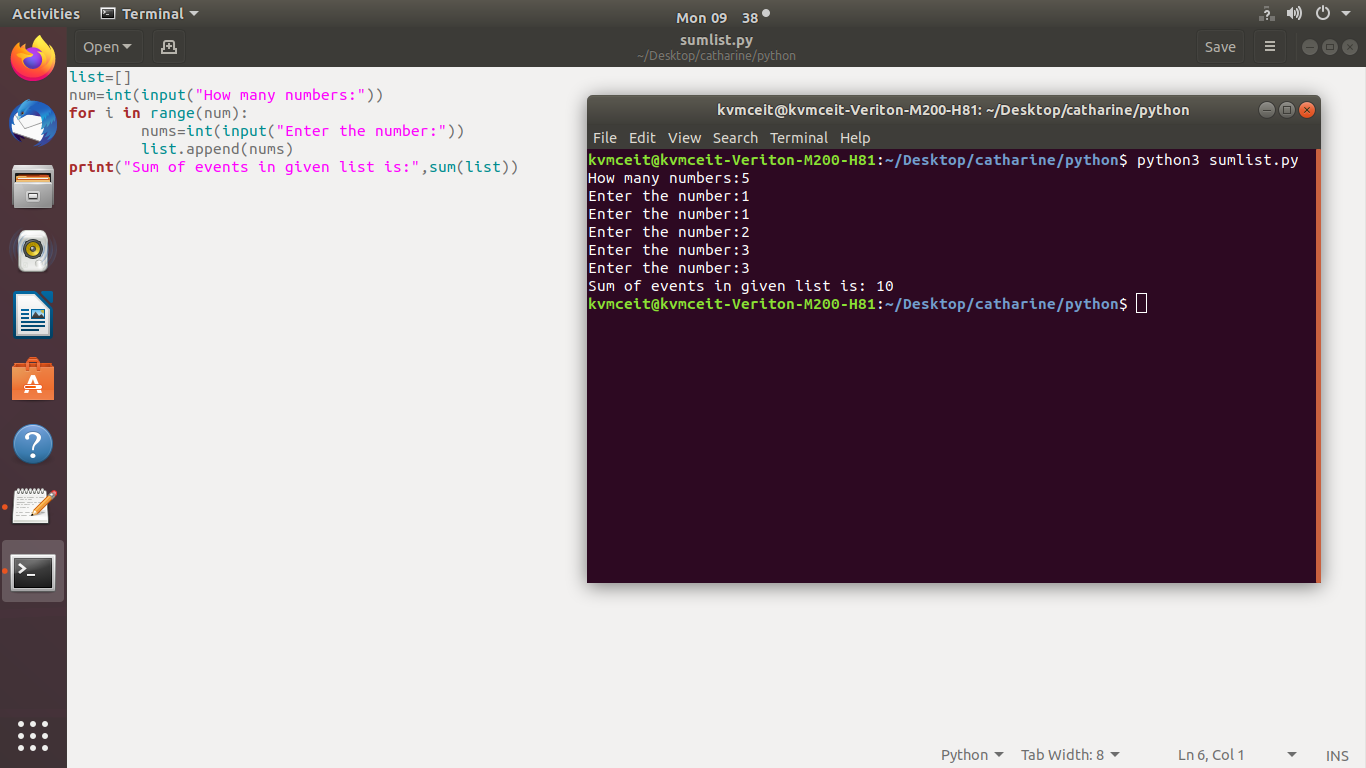 Activities Terminal Mon 09 38
Open sumlist.py Save
~/Desktop/catharine/python
list=[]
num=int(input("How many numbers:"))
for i in range(num):
        nums=int(input("Enter the number:"))
        list.append(nums)
print("Sum of events in given list is:",sum(list))
kvmceit@kvmceit-Veriton-M200-H81: ~/Desktop/catharine/python
File Edit View Search Terminal Help
kvmceit@kvmceit-Veriton-M200-H81:~/Desktop/catharine/python$ python3 sumlist.py
How many numbers:5
Enter the number:1
Enter the number:1
Enter the number:2
Enter the number:3
Enter the number:3
Sum of events in given list is: 10
kvmceit@kvmceit-Veriton-M200-H81:~/Desktop/catharine/python$
Python Tab Width: 8 Ln 6, Col 1 INS